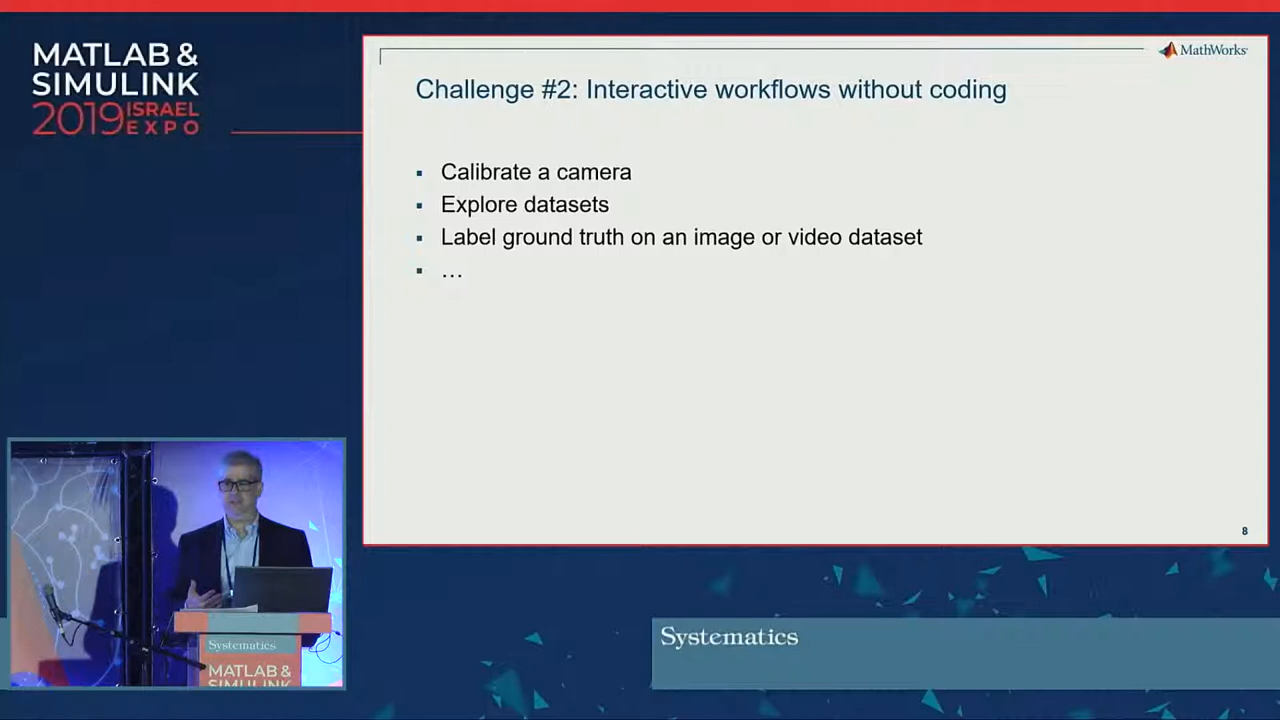 MATLAB &
SIMULINK
2019 ISRAEL
EXPO
MathWorks
Challenge #2: Interactive workflows without coding
▪ Calibrate a camera
▪ Explore datasets
▪ Label ground truth on an image or video dataset
▪ …
8
Systematics
MATLAB &
SIMULINK
Systematics